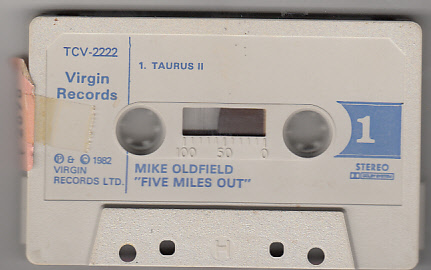 TCV-2222
Virgin
Records
1. TAURUS II
100 50 0
1
℗ & © 1982
VIRGIN
RECORDS LTD.
MIKE OLDFIELD
"FIVE MILES OUT"
STEREO